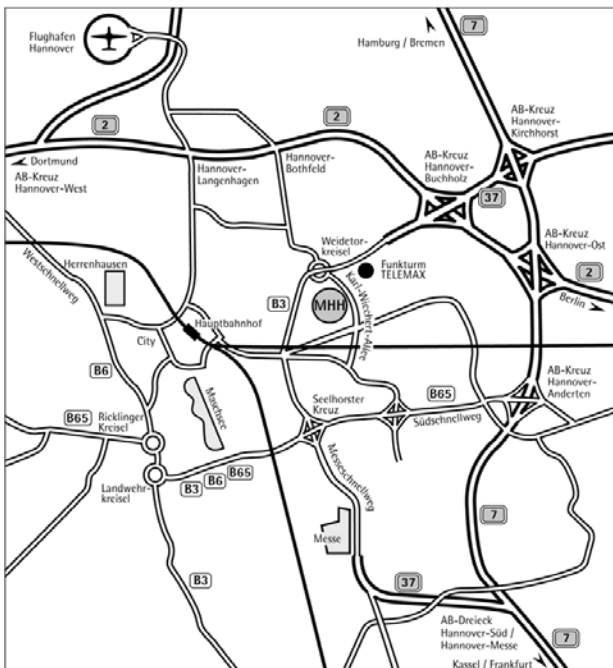 Flughafen
Hannover
7
Hamburg / Bremen
2
2
AB-Kreuz
Hannover-
Kirchhorst
Dortmund
AB-Kreuz
Hannover-West
Hannover-
Langenhagen
Hannover-
Bothfeld
AB-Kreuz
Hannover-
Buchholz
37
AB-Kreuz
Hannover-Ost
Westschnellweg
Herrenhausen
Weidetor-
kreisel
Funkturm
TELEMAX
2
Berlin
B3
MHH
Karl-Wiechert-Allee
Hauptbahnhof
City
B6
AB-Kreuz
Hannover-
Anderten
Maschsee
Seelhorster
Kreuz
B65
Südschnellweg
B65
Ricklinger
Kreisel
Landwehr-
kreisel
B3
B6
B65
Messeschnellweg
7
Messe
B3
37
AB-Dreieck
Hannover-Süd /
Hannover-Messe
7
Kassel / Frankfurt